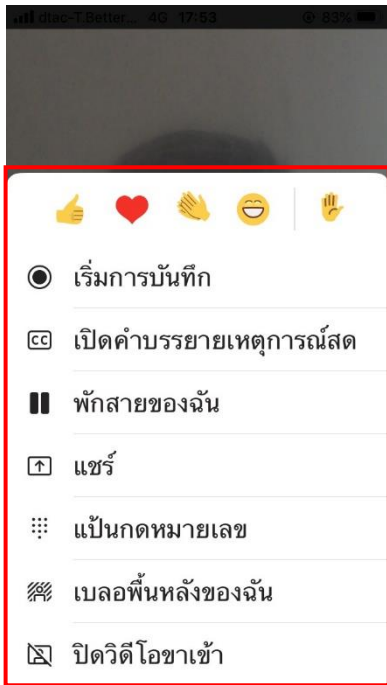 dtac-T.Better... 4G 17:53 83%
เริ่มการบันทึก
CC เปิดคำบรรยายเหตุการณ์สด
พักสายของฉัน
แชร์
แป้นกดหมายเลข
เบลอพื้นหลังของฉัน
ปิดวิดีโอขาเข้า